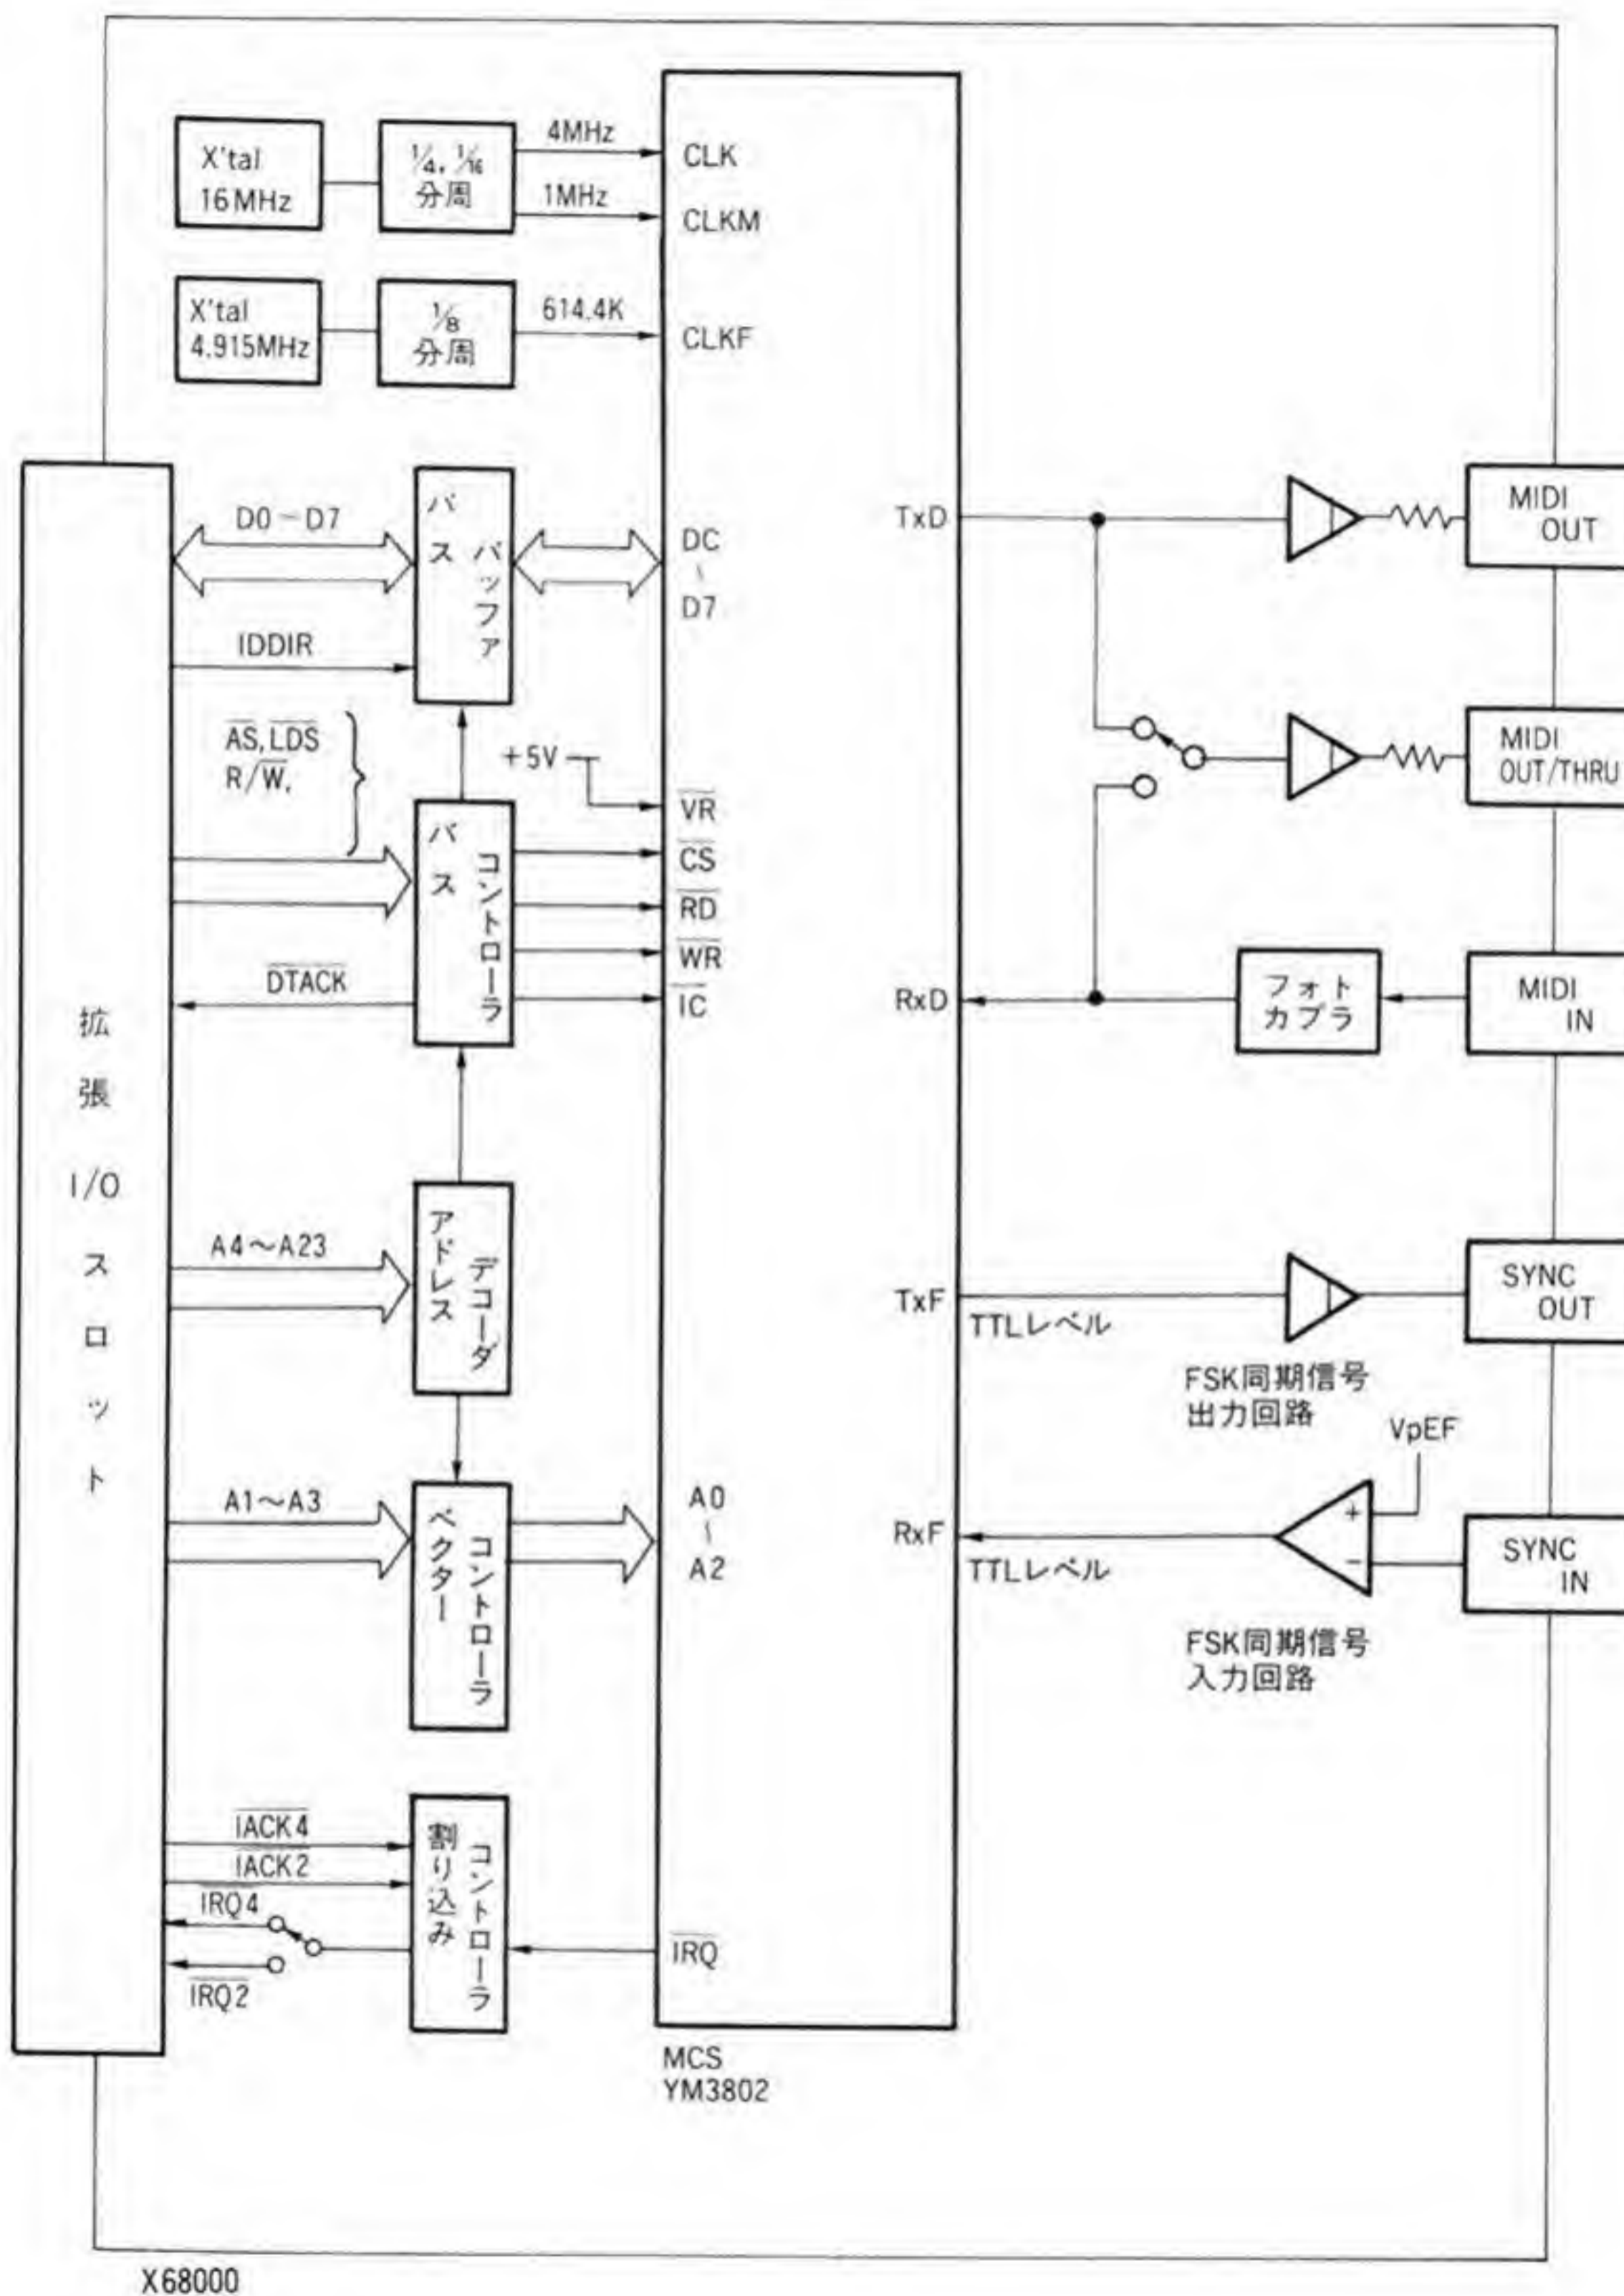 X'tal
16MHz
1/4, 1/16
分周
4MHz
1MHz
CLK
CLKM
X'tal
4.915MHz
1/8
分周
614.4K
CLKF
拡張 I/O スロット
D0-D7
IDDIR
バス
バッファ
DC
~
D7
AS, LDS
R/W,
+5V
VR
CS
RD
WR
IC
バス
コントローラ
DTACK
A4～A23
アドレス
デコーダ
A1～A3
ベクター
コントローラ
A0
~
A2
IACK4
IACK2
IRQ4
IRQ2
割り込み
コントローラ
IRQ
MCS
YM3802
TxD
RxD
TxF
RxF
MIDI
OUT
MIDI
OUT/THRU
フォト
カプラ
MIDI
IN
TTLレベル
SYNC
OUT
FSK同期信号
出力回路
VpEF
+
−
TTLレベル
SYNC
IN
FSK同期信号
入力回路
X68000